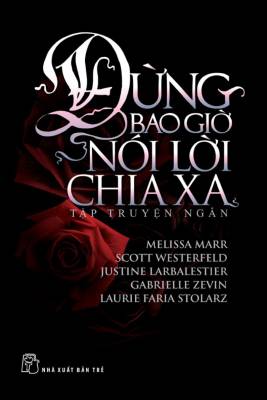 ĐỪNG
BAO GIỜ
NÓI LỜI
CHIA XA
TẬP TRUYỆN NGẮN
MELISSA MARR
SCOTT WESTERFELD
JUSTINE LARBALESTIER
GABRIELLE ZEVIN
LAURIE FARIA STOLARZ
NHÀ XUẤT BẢN TRẺ